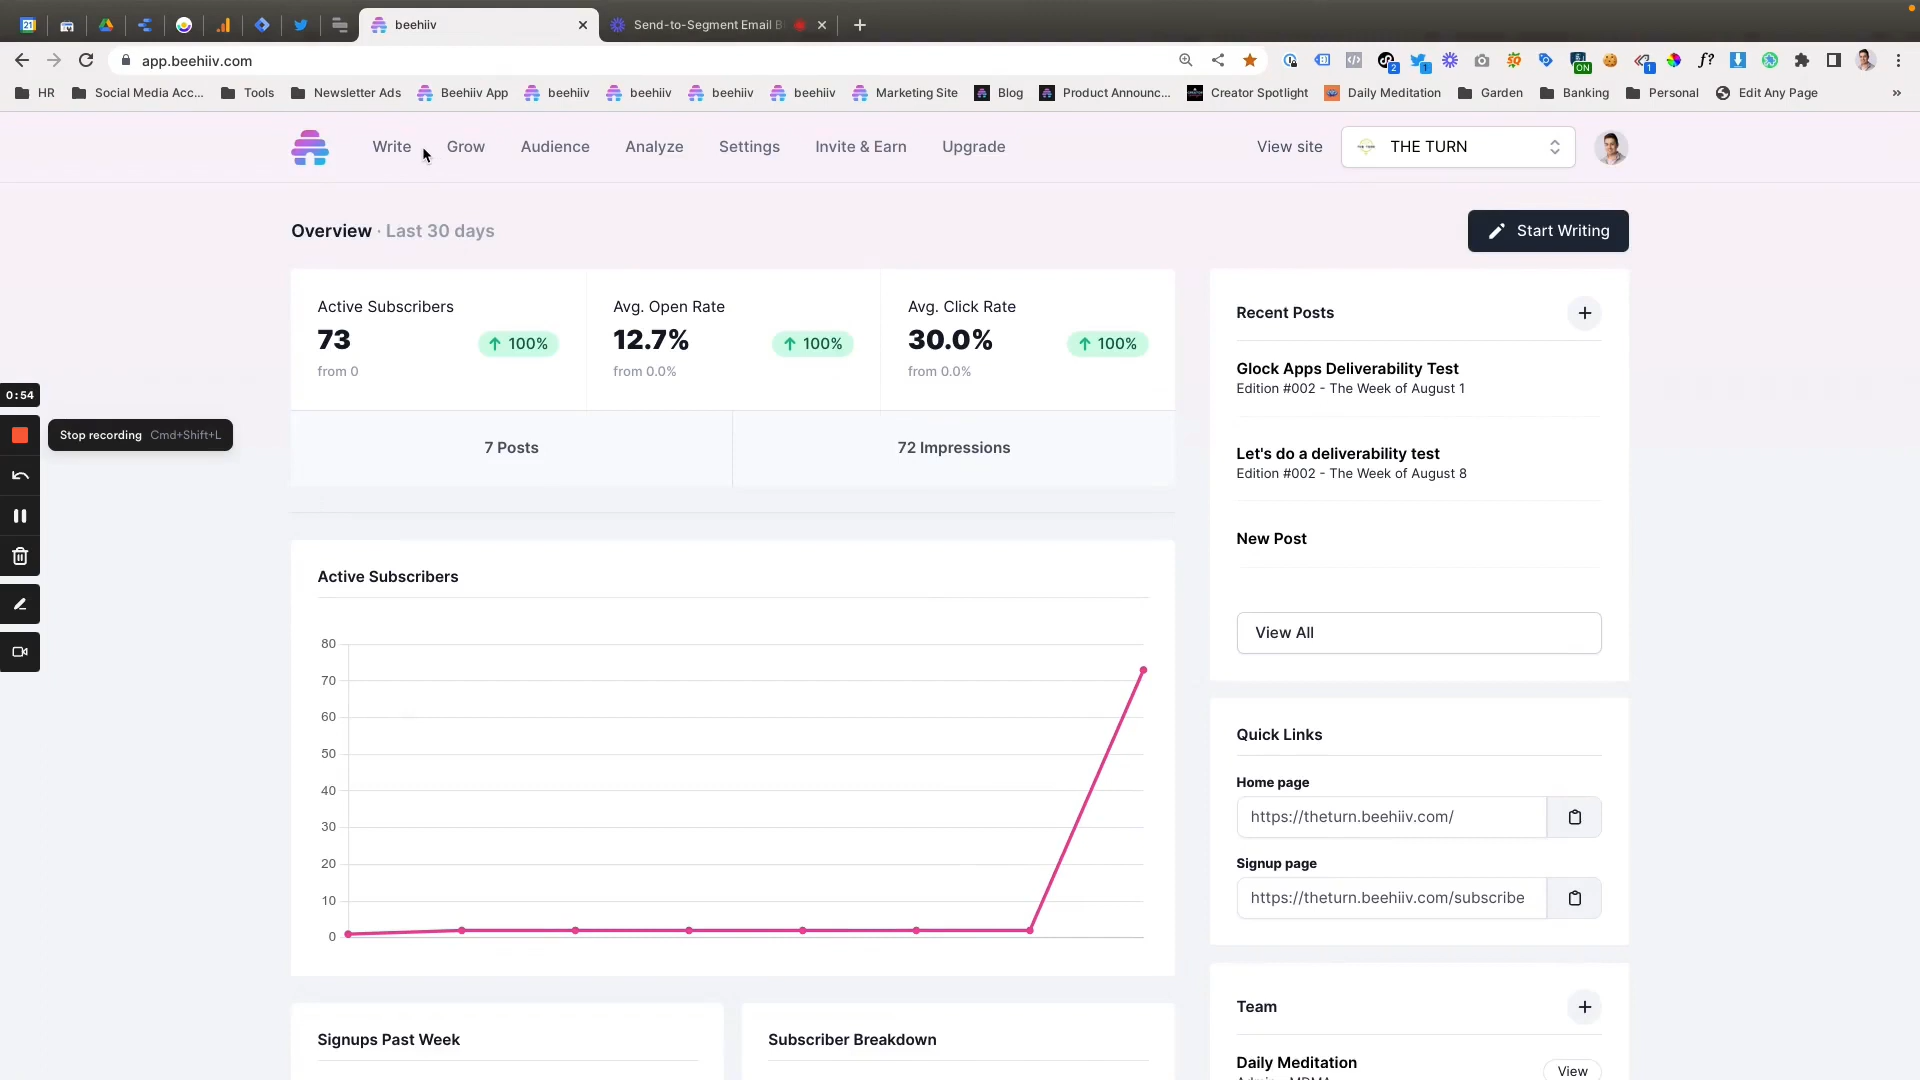 21
beehiiv
Send-to-Segment Email B
app.beehiiv.com
2
1
ON
1
f?
HR
Social Media Acc...
Tools
Newsletter Ads
Beehiiv App
beehiiv
beehiiv
beehiiv
beehiiv
Marketing Site
Blog
Product Announc...
Creator Spotlight
Daily Meditation
Garden
Banking
Personal
Edit Any Page
»
Write
Grow
Audience
Analyze
Settings
Invite & Earn
Upgrade
View site
THE TURN
Overview · Last 30 days
Start Writing
Active Subscribers
73
100%
from 0
Avg. Open Rate
12.7%
100%
from 0.0%
Avg. Click Rate
30.0%
100%
from 0.0%
7 Posts
72 Impressions
0:54
Stop recording Cmd+Shift+L
Active Subscribers
80
70
60
50
40
30
20
10
0
Signups Past Week
Subscriber Breakdown
Recent Posts
Glock Apps Deliverability Test
Edition #002 - The Week of August 1
Let's do a deliverability test
Edition #002 - The Week of August 8
New Post
View All
Quick Links
Home page
https://theturn.beehiiv.com/
Signup page
https://theturn.beehiiv.com/subscribe
Team
Daily Meditation
View